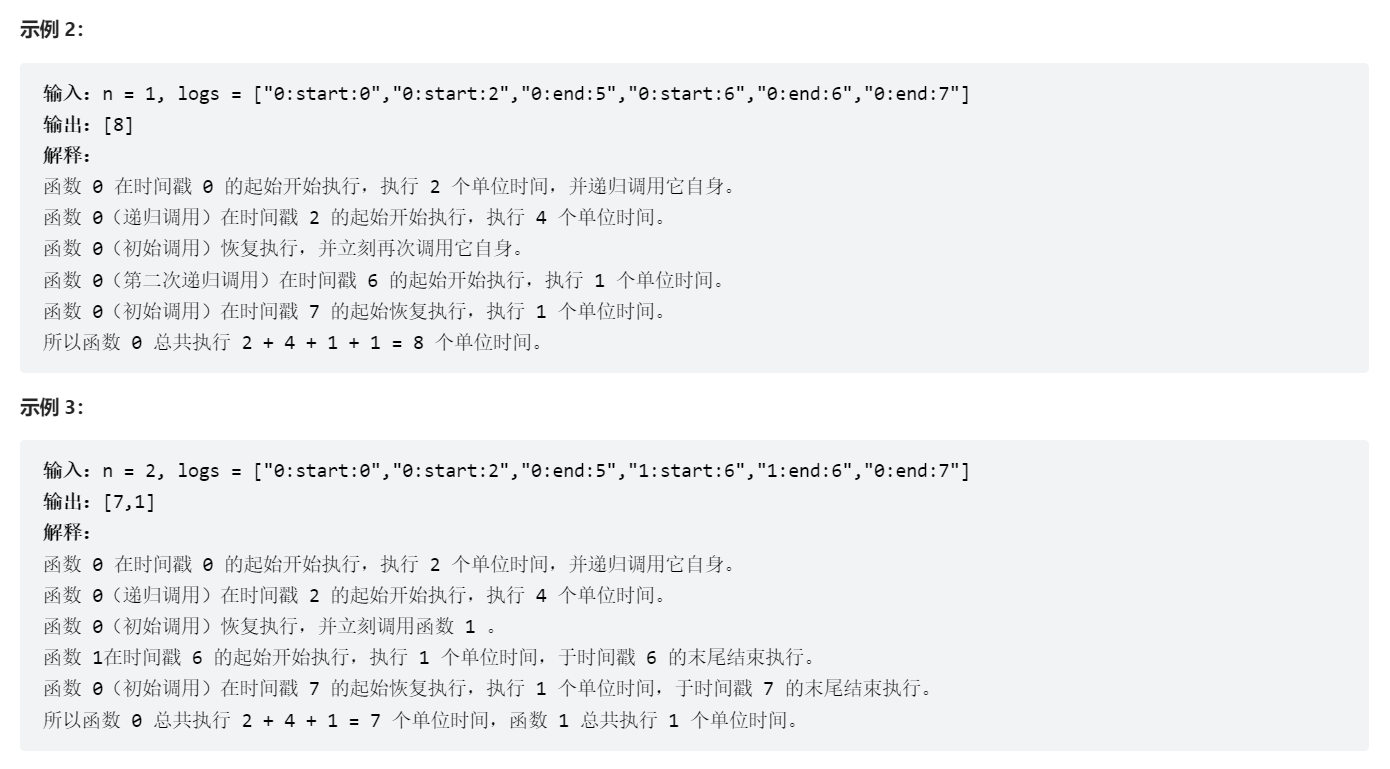 示例 2：
输入：n = 1, logs = ["0:start:0","0:start:2","0:end:5","0:start:6","0:end:6","0:end:7"]
输出：[8]
解释：
函数 0 在时间戳 0 的起始开始执行，执行 2 个单位时间，并递归调用它自身。
函数 0（递归调用）在时间戳 2 的起始开始执行，执行 4 个单位时间。
函数 0（初始调用）恢复执行，并立刻再次调用它自身。
函数 0（第二次递归调用）在时间戳 6 的起始开始执行，执行 1 个单位时间。
函数 0（初始调用）在时间戳 7 的起始恢复执行，执行 1 个单位时间。
所以函数 0 总共执行 2 + 4 + 1 + 1 = 8 个单位时间。
示例 3：
输入：n = 2, logs = ["0:start:0","0:start:2","0:end:5","1:start:6","1:end:6","0:end:7"]
输出：[7,1]
解释：
函数 0 在时间戳 0 的起始开始执行，执行 2 个单位时间，并递归调用它自身。
函数 0（递归调用）在时间戳 2 的起始开始执行，执行 4 个单位时间。
函数 0（初始调用）恢复执行，并立刻调用函数 1 。
函数 1在时间戳 6 的起始开始执行，执行 1 个单位时间，于时间戳 6 的末尾结束执行。
函数 0（初始调用）在时间戳 7 的起始恢复执行，执行 1 个单位时间，于时间戳 7 的末尾结束执行。
所以函数 0 总共执行 2 + 4 + 1 = 7 个单位时间，函数 1 总共执行 1 个单位时间。